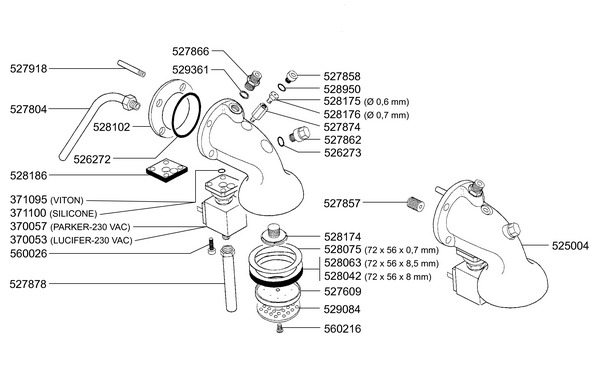 527866
527918
529361
527858
528950
528175 (Ø 0,6 mm)
528176 (Ø 0,7 mm)
527804
527874
528102
527862
526273
526272
528186
371095 (VITON)
371100 (SILICONE)
370057 (PARKER-230 VAC)
370053 (LUCIFER-230 VAC)
560026
527878
527857
525004
528174
528075 (72 x 56 x 0,7 mm)
528063 (72 x 56 x 8,5 mm)
528042 (72 x 56 x 8 mm)
527609
529084
560216